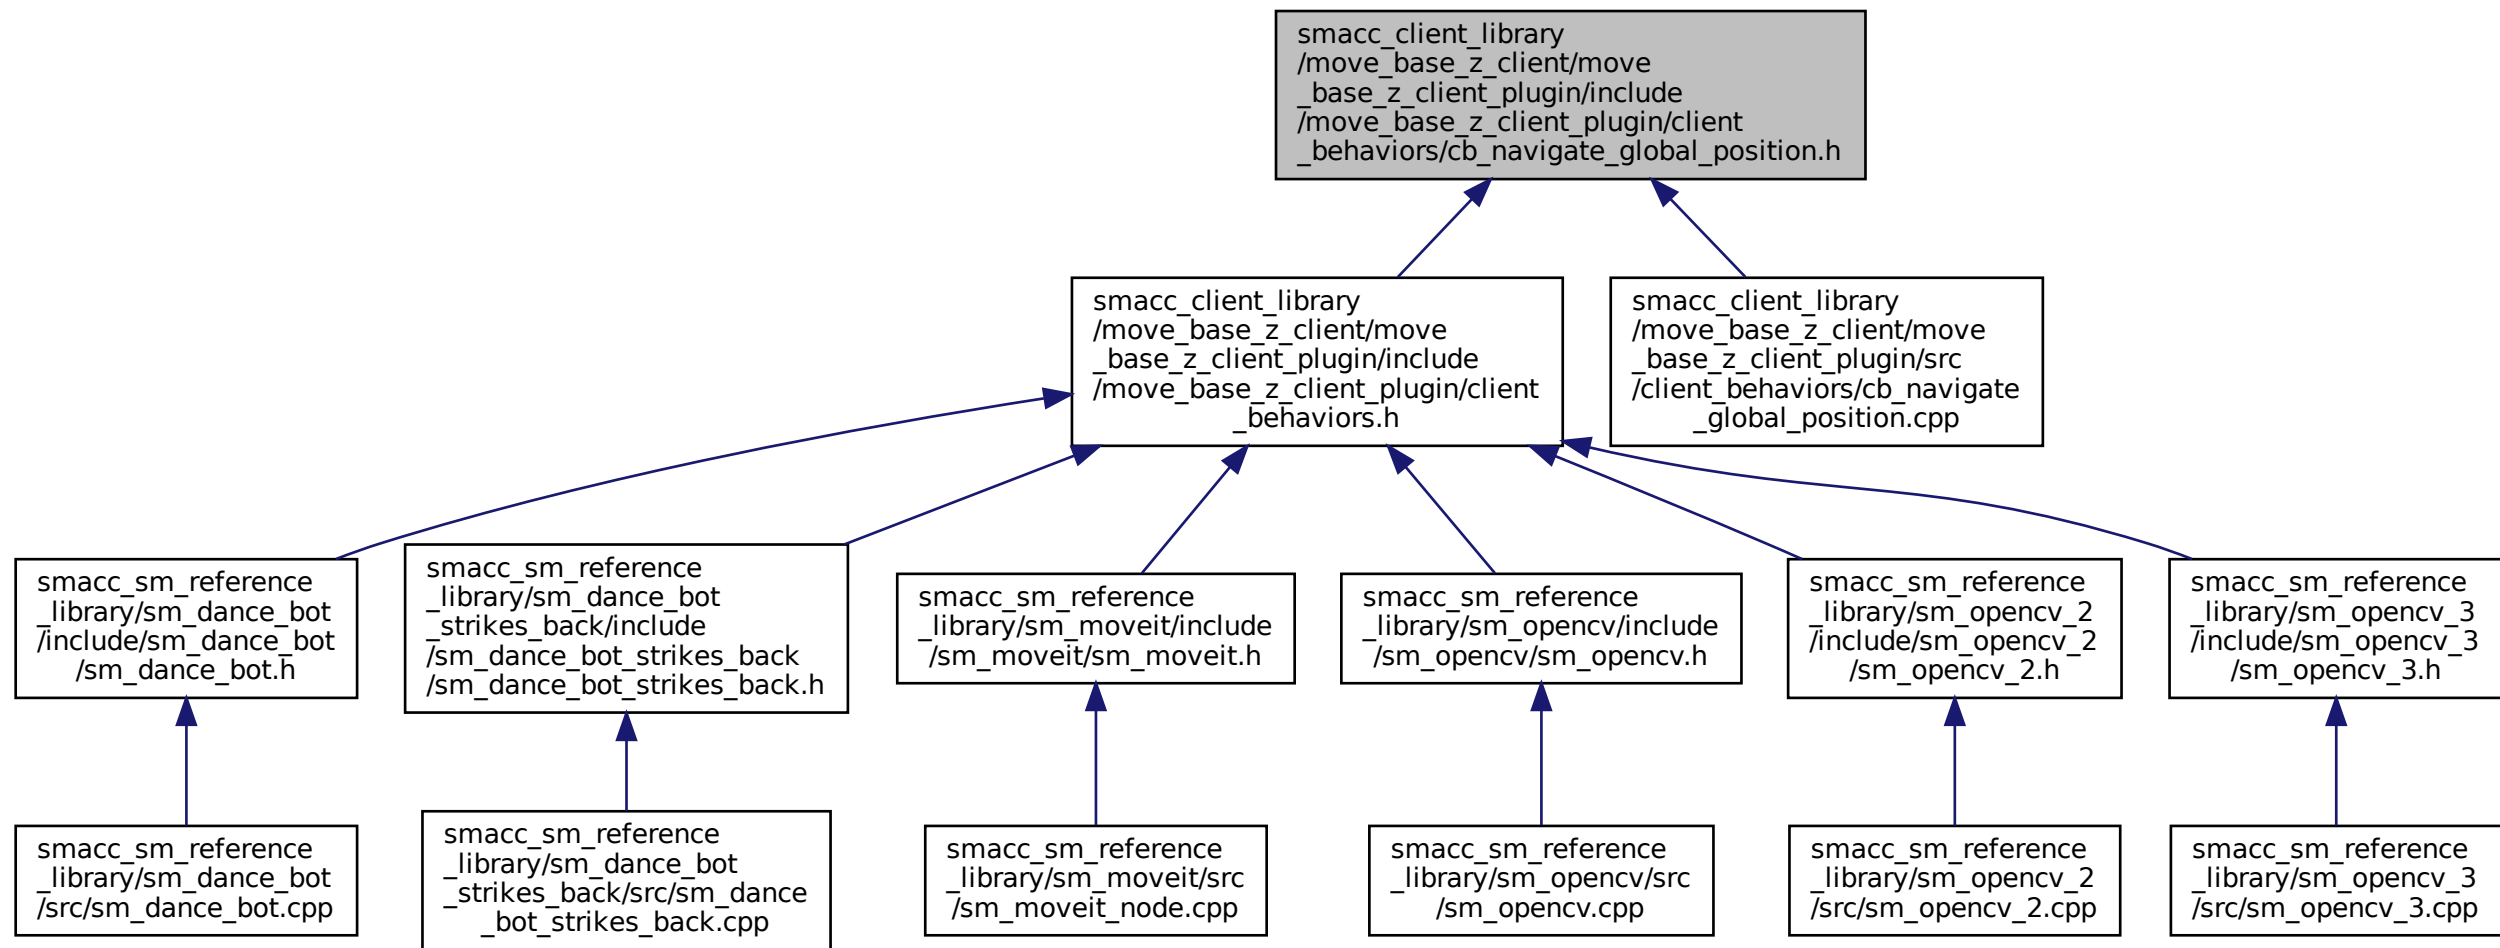 smacc_client_library
/move_base_z_client/move
_base_z_client_plugin/include
/move_base_z_client_plugin/client
_behaviors/cb_navigate_global_position.h
smacc_client_library
/move_base_z_client/move
_base_z_client_plugin/include
/move_base_z_client_plugin/client
_behaviors.h
smacc_client_library
/move_base_z_client/move
_base_z_client_plugin/src
/client_behaviors/cb_navigate
_global_position.cpp
smacc_sm_reference
_library/sm_dance_bot
/include/sm_dance_bot
/sm_dance_bot.h
smacc_sm_reference
_library/sm_dance_bot
_strikes_back/include
/sm_dance_bot_strikes_back
/sm_dance_bot_strikes_back.h
smacc_sm_reference
_library/sm_moveit/include
/sm_moveit/sm_moveit.h
smacc_sm_reference
_library/sm_opencv/include
/sm_opencv/sm_opencv.h
smacc_sm_reference
_library/sm_opencv_2
/include/sm_opencv_2
/sm_opencv_2.h
smacc_sm_reference
_library/sm_opencv_3
/include/sm_opencv_3
/sm_opencv_3.h
smacc_sm_reference
_library/sm_dance_bot
/src/sm_dance_bot.cpp
smacc_sm_reference
_library/sm_dance_bot
_strikes_back/src/sm_dance
_bot_strikes_back.cpp
smacc_sm_reference
_library/sm_moveit/src
/sm_moveit_node.cpp
smacc_sm_reference
_library/sm_opencv/src
/sm_opencv.cpp
smacc_sm_reference
_library/sm_opencv_2
/src/sm_opencv_2.cpp
smacc_sm_reference
_library/sm_opencv_3
/src/sm_opencv_3.cpp